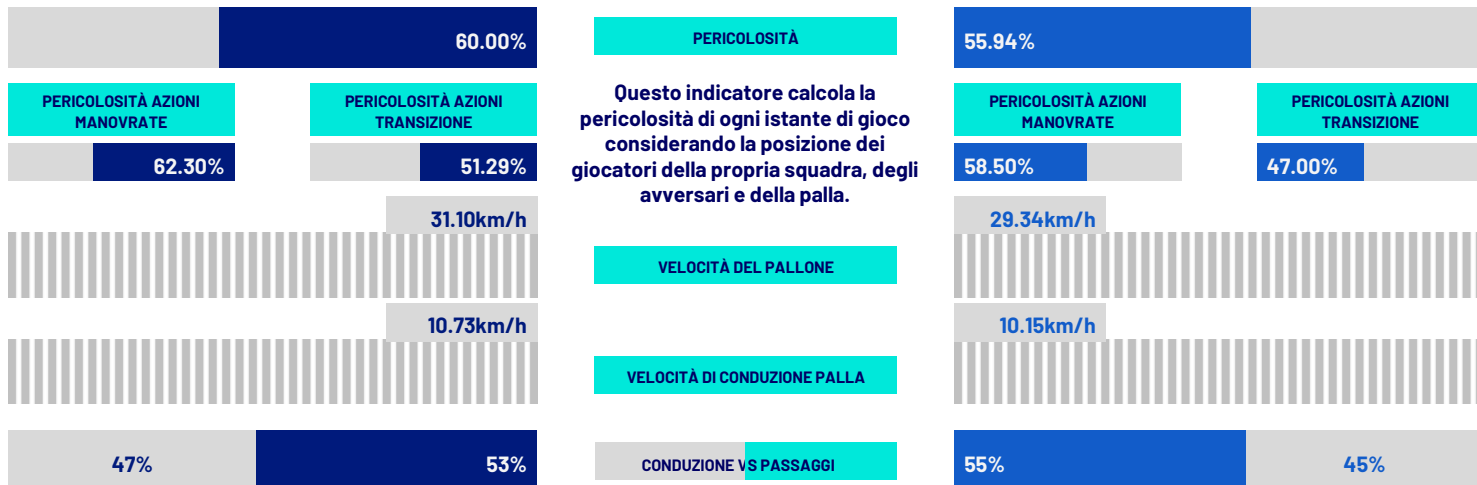 60.00%
PERICOLOSITÀ
55.94%
PERICOLOSITÀ AZIONI
MANOVRATE
PERICOLOSITÀ AZIONI
TRANSIZIONE
Questo indicatore calcola la
pericolosità di ogni istante di gioco
considerando la posizione dei
giocatori della propria squadra, degli
avversari e della palla.
PERICOLOSITÀ AZIONI
MANOVRATE
PERICOLOSITÀ AZIONI
TRANSIZIONE
62.30%
51.29%
58.50%
47.00%
31.10km/h
29.34km/h
VELOCITÀ DEL PALLONE
10.73km/h
10.15km/h
VELOCITÀ DI CONDUZIONE PALLA
47%
53%
CONDUZIONE VS PASSAGGI
55%
45%